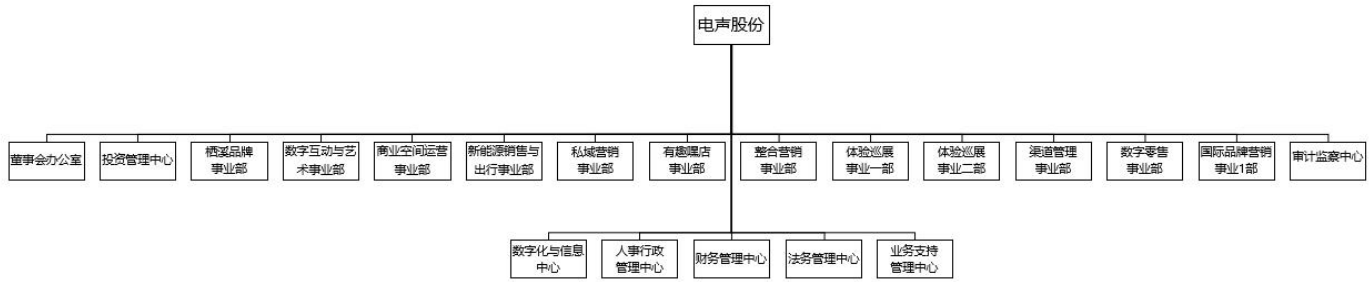 电声股份
董事会办公室
投资管理中心
栖溪品牌
事业部
数字互动与艺
术事业部
商业空间运营
事业部
新能源销售与
出行事业部
私域营销
事业部
有趣嘿店
事业部
整合营销
事业部
体验巡展
事业一部
体验巡展
事业二部
渠道管理
事业部
数字零售
事业部
国际品牌营销
事业1部
审计监察中心
数字化与信息
中心
人事行政
管理中心
财务管理中心
法务管理中心
业务支持
管理中心